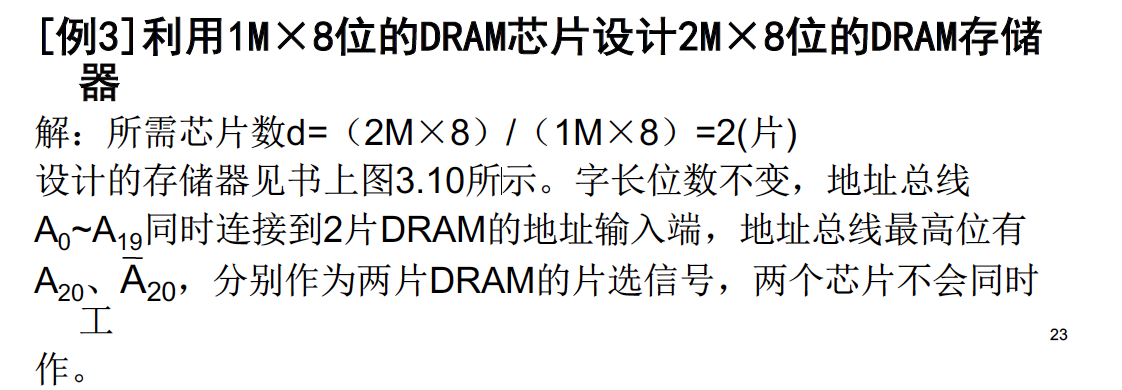 [例3]利用1M×8位的DRAM芯片设计2M×8位的DRAM存储
器
解：所需芯片数d=（2M×8）/（1M×8）=2(片)
设计的存储器见书上图3.10所示。字长位数不变，地址总线
A₀~A₁₉同时连接到2片DRAM的地址输入端，地址总线最高位有
A₂₀、A̅₂₀，分别作为两片DRAM的片选信号，两个芯片不会同时
工
作。
23